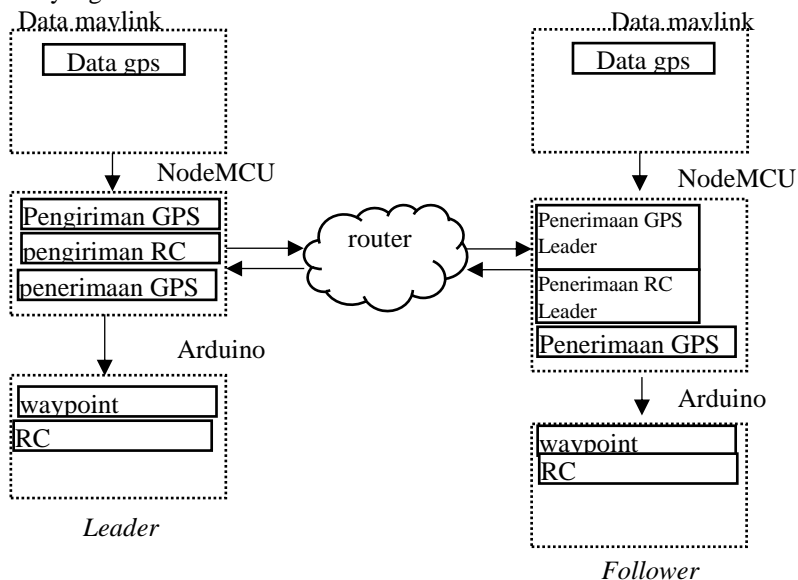 Data mavlink
Data gps
NodeMCU
Pengiriman GPS
pengiriman RC
penerimaan GPS
Arduino
waypoint
RC
Leader
router
Data mavlink
Data gps
NodeMCU
Penerimaan GPS
Leader
Penerimaan RC
Leader
Penerimaan GPS
Arduino
waypoint
RC
Follower